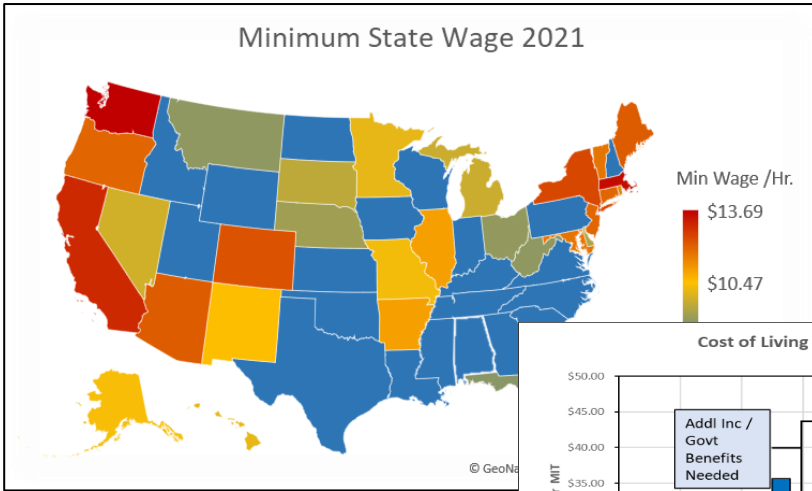 Minimum State Wage 2021
Min Wage /Hr.
$13.69
$10.47
© GeoNa
Cost of Living
$50.00
$45.00
$40.00
$35.00
Addl Inc /
Govt
Benefits
Needed
MIT